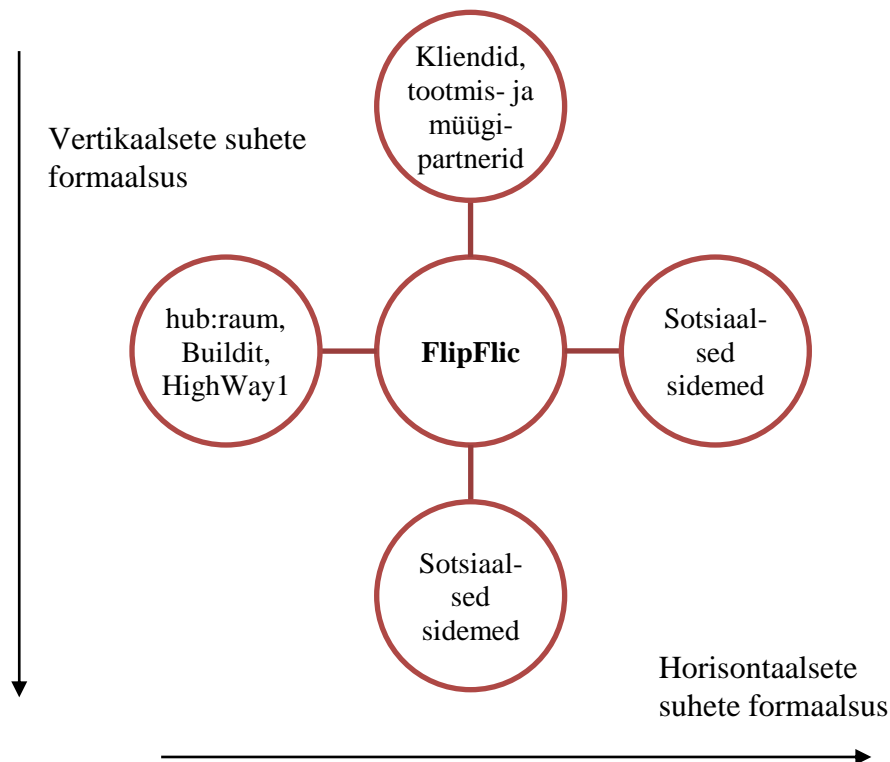 Kliendid,
tootmis- ja
müügi-
partnerid
Vertikaalsete suhete
formaalsus
hub:raum,
Buildit,
HighWay1
FlipFlic
Sotsiaal-
sed
sidemed
Sotsiaal-
sed
sidemed
Horisontaalsete
suhete formaalsus